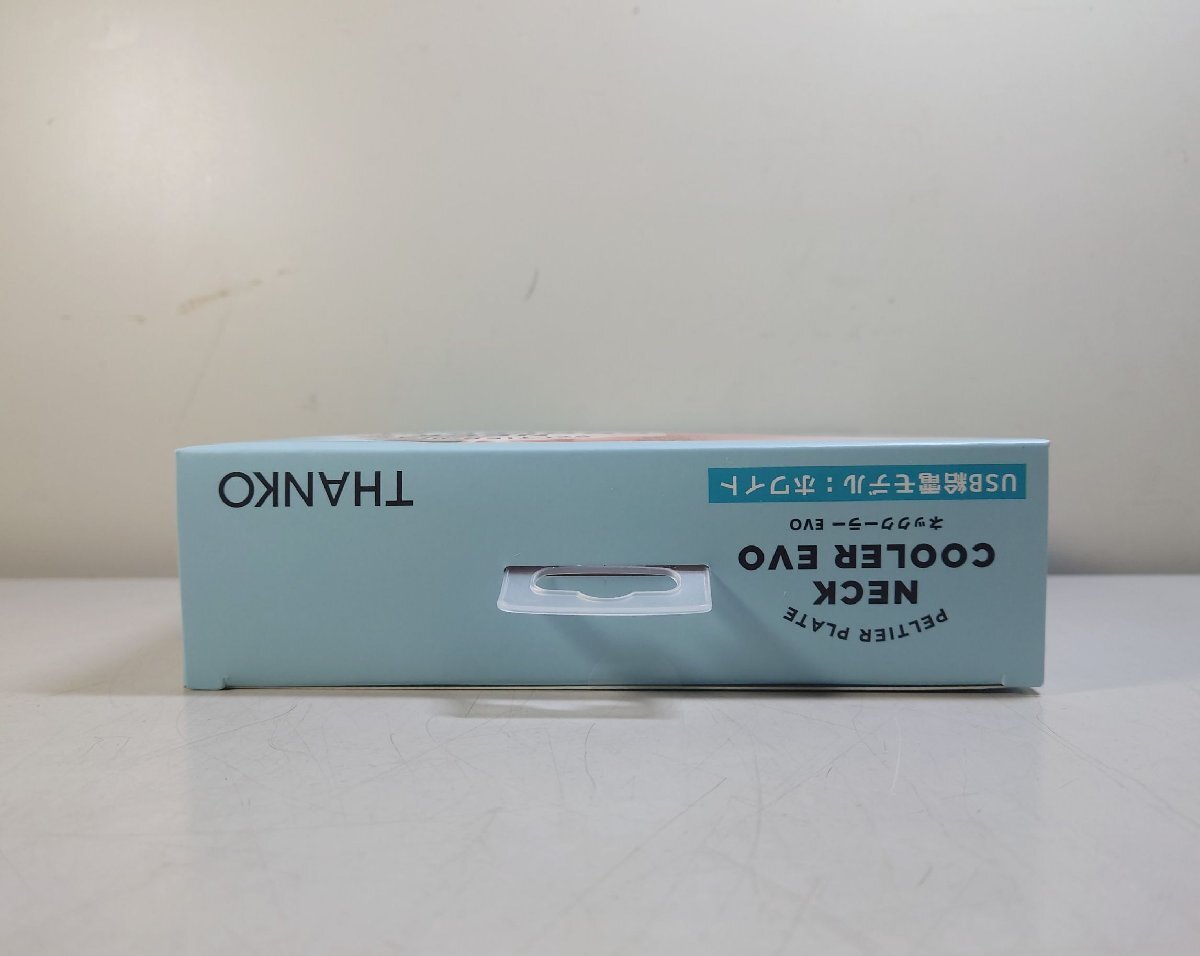 PELTIER PLATE
NECK
COOLER EVO
ネッククーラー EVO
USB給電モデル：ホワイト
THANKO